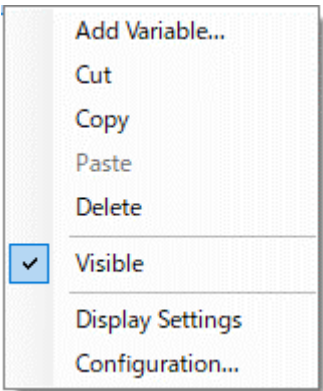 Add Variable...
Cut
Copy
Paste
Delete
Visible
Display Settings
Configuration...